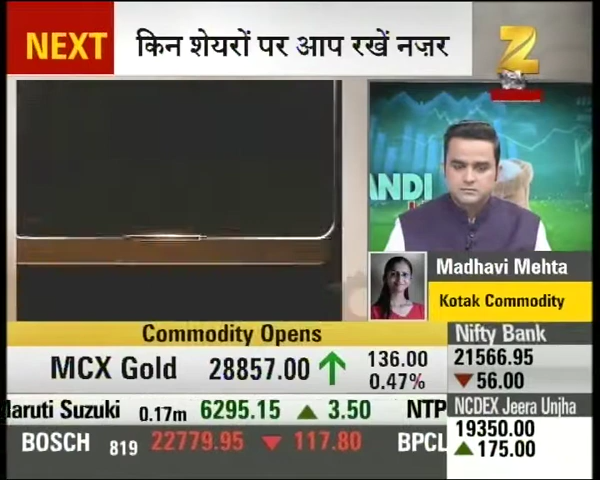 NEXT
किन शेयरों पर आप रखें नज़र
Z
ANDI
Madhavi Mehta
Kotak Commodity
Commodity Opens
MCX Gold 28857.00 136.00
0.47%
Nifty Bank
21566.95
56.00
Maruti Suzuki 0.17m 6295.15 3.50 NTP
NCDEX Jeera Unjha
19350.00
175.00
BOSCH 819 22779.95 117.80 BPCL